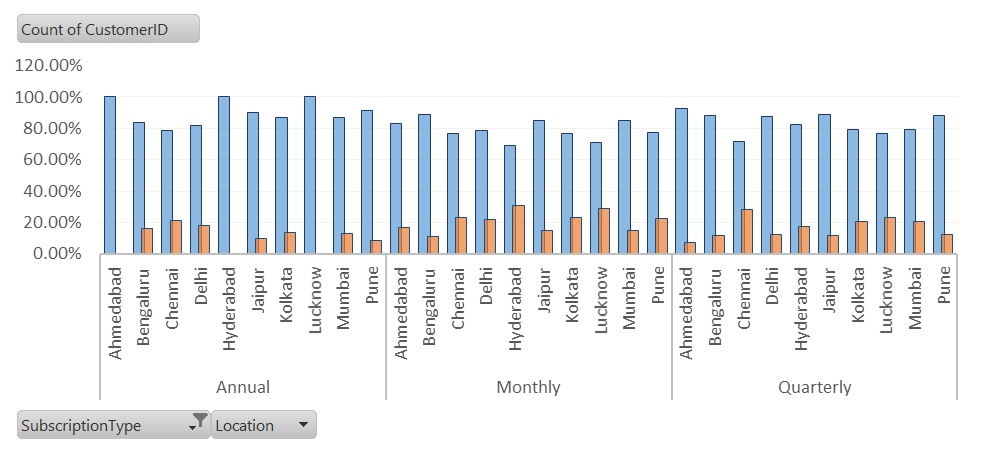 Count of CustomerID
120.00%
100.00%
80.00%
60.00%
40.00%
20.00%
0.00%
Ahmedabad
Bengaluru
Chennai
Delhi
Hyderabad
Jaipur
Kolkata
Lucknow
Mumbai
Pune
Ahmedabad
Bengaluru
Chennai
Delhi
Hyderabad
Jaipur
Kolkata
Lucknow
Mumbai
Pune
Ahmedabad
Bengaluru
Chennai
Delhi
Hyderabad
Jaipur
Kolkata
Lucknow
Mumbai
Pune
Annual Monthly Quarterly
SubscriptionType Location